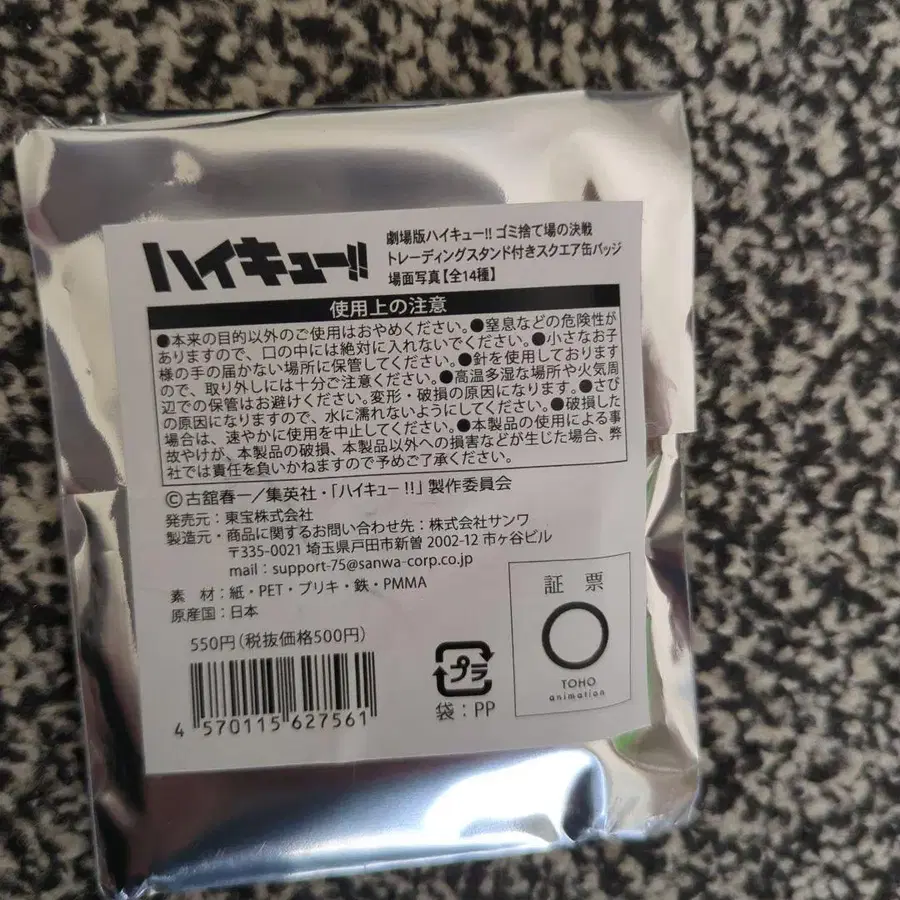 ハイキュー!!
劇場版ハイキュー!! ゴミ捨て場の決戦
トレーディングスタンド付きスクエア缶バッジ
場面写真【全14種】
使用上の注意
●本来の目的以外のご使用はおやめください。●窒息などの危険性が
ありますので、口の中には絶対に入れないでください。●小さなお子
様の手の届かない場所に保管してください。●針を使用しております
ので、取り外しには十分ご注意ください。●高温多湿な場所や火気周
辺での保管はお避けください。変形・破損の原因になります。●さび
の原因になりますので、水に濡れないようにしてください。●破損した
場合は、速やかに使用を中止してください。●本製品の使用による事
故やけが、本製品の破損、本製品以外への損害などが生じた場合、弊
社では責任を負いかねますので予めご了承ください。
©古舘春一／集英社・「ハイキュー!!」製作委員会
発売元：東宝株式会社
製造元・商品に関するお問い合わせ先：株式会社サンワ
〒335-0021 埼玉県戸田市新曽 2002-12 市ヶ谷ビル
mail：support-75@sanwa-corp.co.jp
素 材：紙・PET・ブリキ・鉄・PMMA
原産国：日本
550円（税抜価格500円）
4 570115 627561
プラ
袋：PP
証 票
TOHO
animation